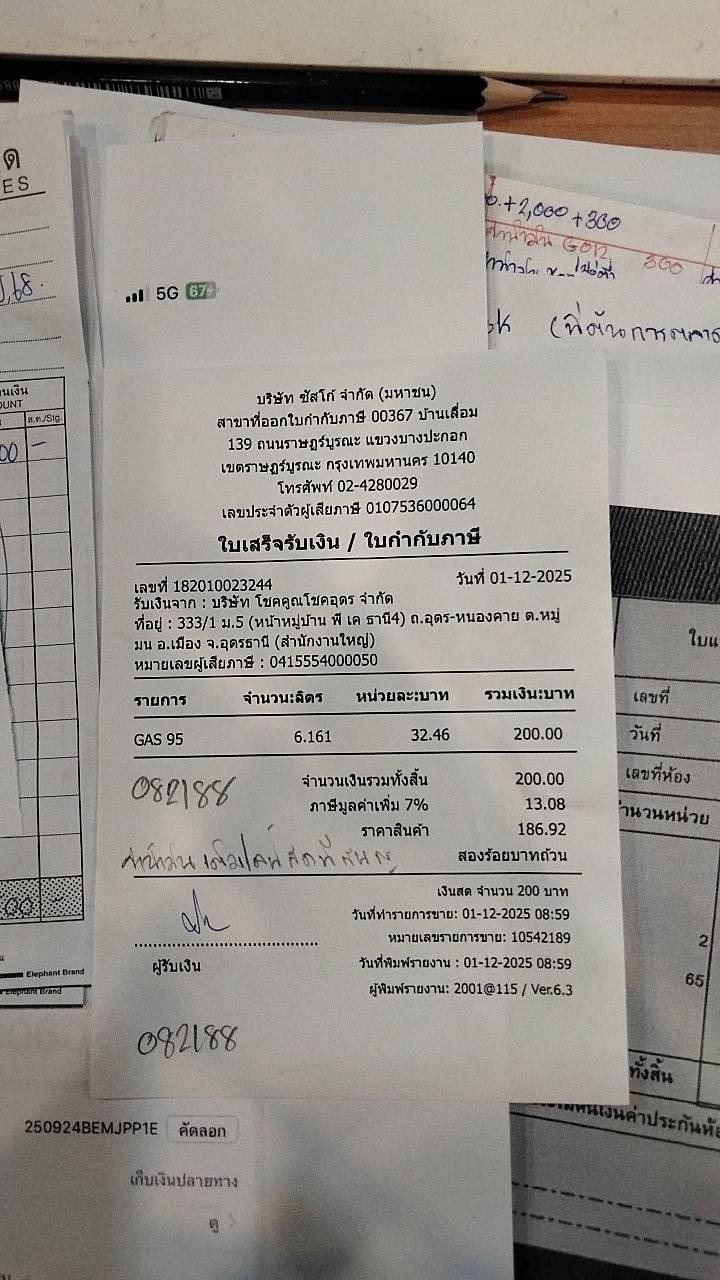 ด
ES
,68.
นเงิน
OUNT
ส.ต./Stg.
00 -
00 -
Elephant Brand
Elephant Brand
+2,000 +300
300
5G 67
บริษัท ซัสโก้ จำกัด (มหาชน)
สาขาที่ออกใบกำกับภาษี 00367 บ้านเลื่อม
139 ถนนราษฎร์บูรณะ แขวงบางปะกอก
เขตราษฎร์บูรณะ กรุงเทพมหานคร 10140
โทรศัพท์ 02-4280029
เลขประจำตัวผู้เสียภาษี 0107536000064
ใบเสร็จรับเงิน / ใบกำกับภาษี
เลขที่ 182010023244 วันที่ 01-12-2025
รับเงินจาก : บริษัท โชคคูณโชคอุดร จำกัด
ที่อยู่ : 333/1 ม.5 (หน้าหมู่บ้าน พี เค ธานี4) ถ.อุดร-หนองคาย ต.หมู่
มน อ.เมือง จ.อุดรธานี (สำนักงานใหญ่)
หมายเลขผู้เสียภาษี : 0415554000050
รายการ จำนวน:ลิตร หน่วยละ:บาท รวมเงิน:บาท
GAS 95 6.161 32.46 200.00
จำนวนเงินรวมทั้งสิ้น 200.00
082188
ภาษีมูลค่าเพิ่ม 7% 13.08
ราคาสินค้า 186.92
สองร้อยบาทถ้วน
เงินสด จำนวน 200 บาท
วันที่ทำรายการขาย: 01-12-2025 08:59
หมายเลขรายการขาย: 10542189
ผู้รับเงิน
วันที่พิมพ์รายงาน : 01-12-2025 08:59
ผู้พิมพ์รายงาน: 2001@115 / Ver.6.3
082188
250924BEMJPP1E คัดลอก
เก็บเงินปลายทาง
ดู
ใบแ
เลขที่
วันที่
เลขที่ห้อง
จำนวนหน่วย
2
65
ทั้งสิ้น